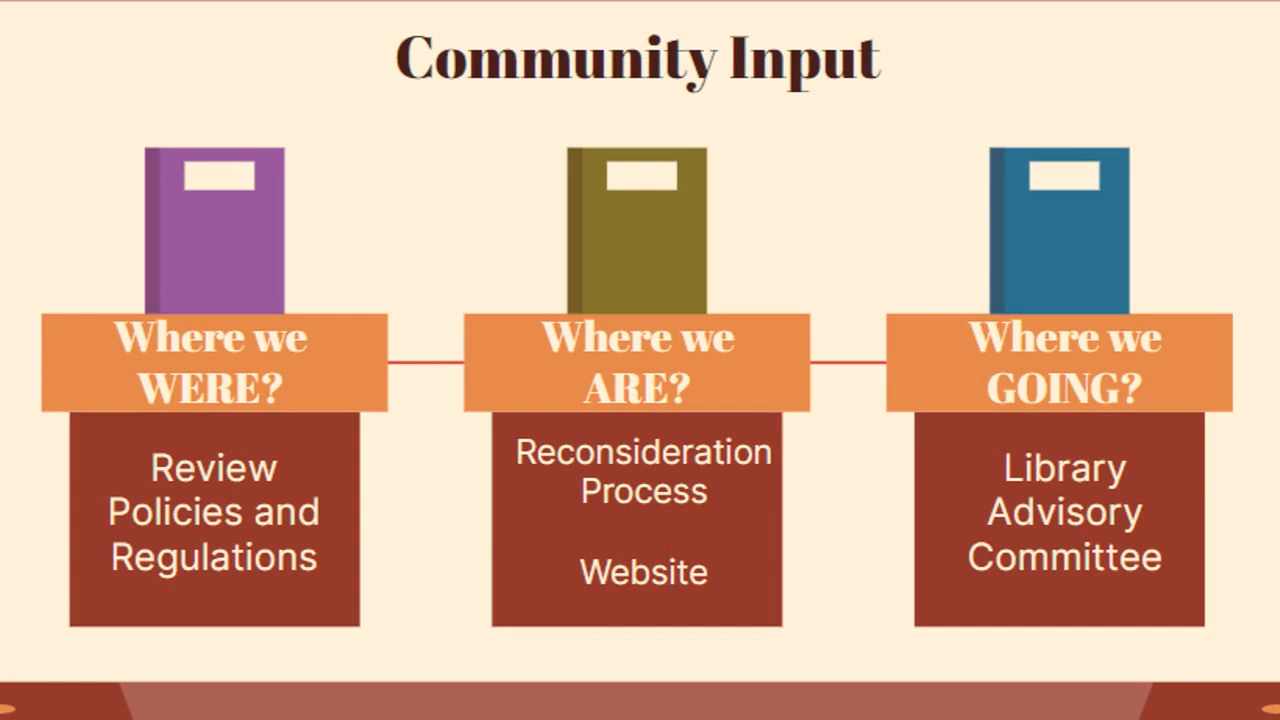 Community Input
Where we
WERE?
Review
Policies and
Regulations
Where we
ARE?
Reconsideration
Process
Website
Where we
GOING?
Library
Advisory
Committee